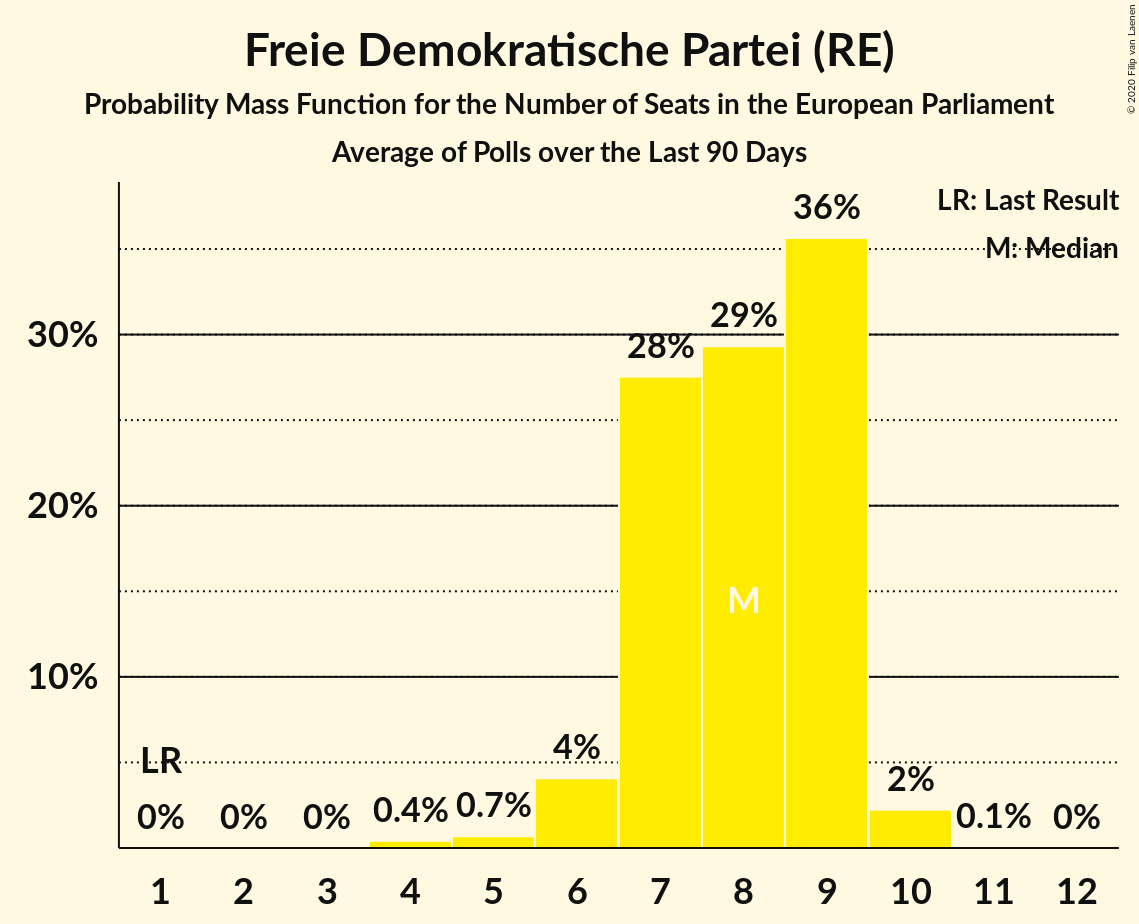 Freie Demokratische Partei (RE)
Probability Mass Function for the Number of Seats in the European Parliament
Average of Polls over the Last 90 Days
© 2020 Filip van Laenen
LR: Last Result
M: Median
36%
30%
29%
28%
20%
M
10%
LR
4%
2%
0% 0% 0% 0.4% 0.7% 0.1% 0%
1 2 3 4 5 6 7 8 9 10 11 12